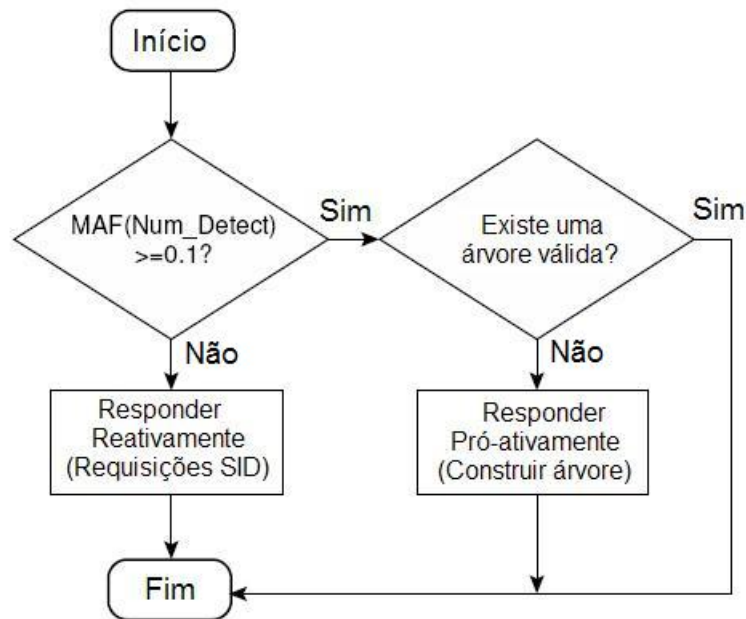 Início
MAF(Num_Detect)
>=0.1?
Sim
Existe uma
árvore válida?
Sim
Não
Não
Responder
Reativamente
(Requisições SID)
Responder
Pró-ativamente
(Construir árvore)
Fim